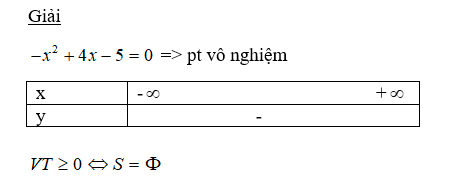 Giải
−x² + 4x − 5 = 0 => pt vô nghiệm
x -∞ +∞
y -
VT ≥ 0 ⇔ S = Φ